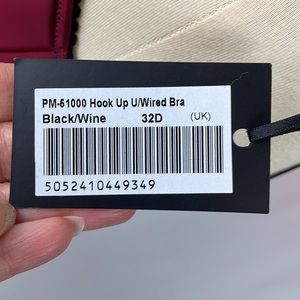 PM-51000 Hook Up U/Wired Bra
Black/Wine 32D (UK)
5052410449349